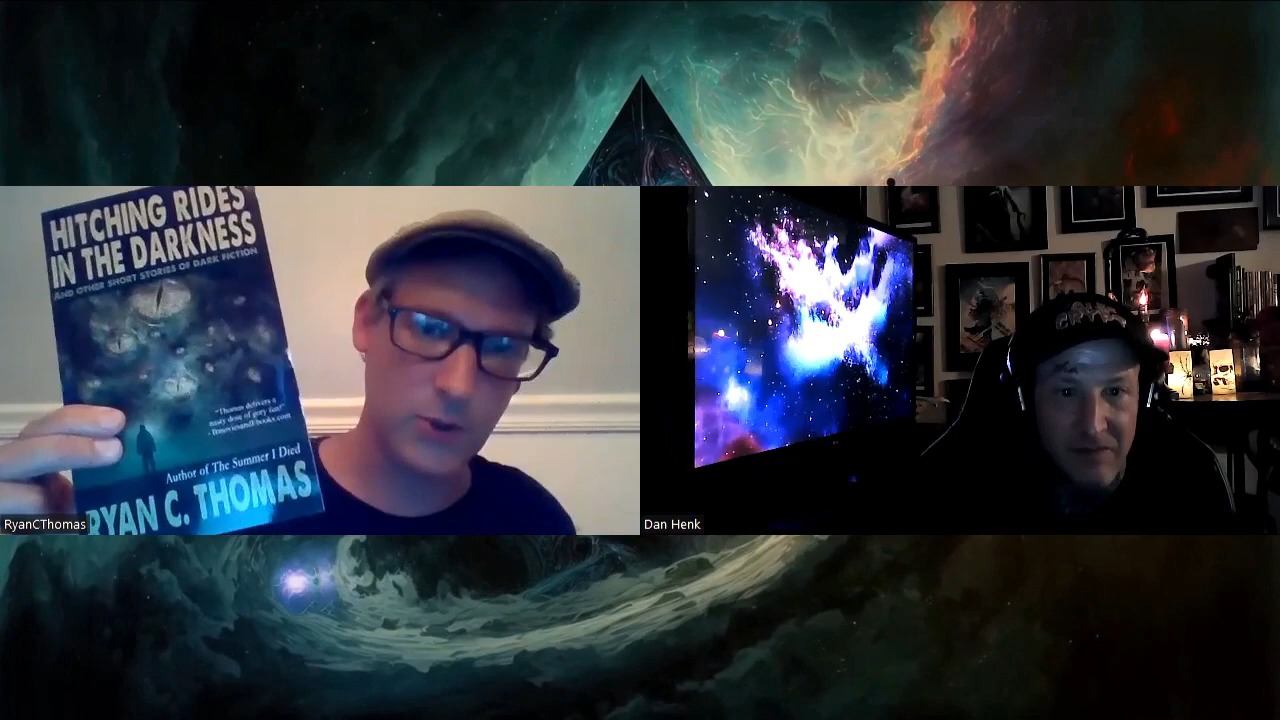 HITCHING RIDES
IN THE DARKNESS
AND OTHER SHORT STORIES OF DARK FICTION
"Thomas delivers a
nasty dose of gory fun!"
Author of The Summer I Died
RYAN C. THOMAS
RyanCThomas
Dan Henk